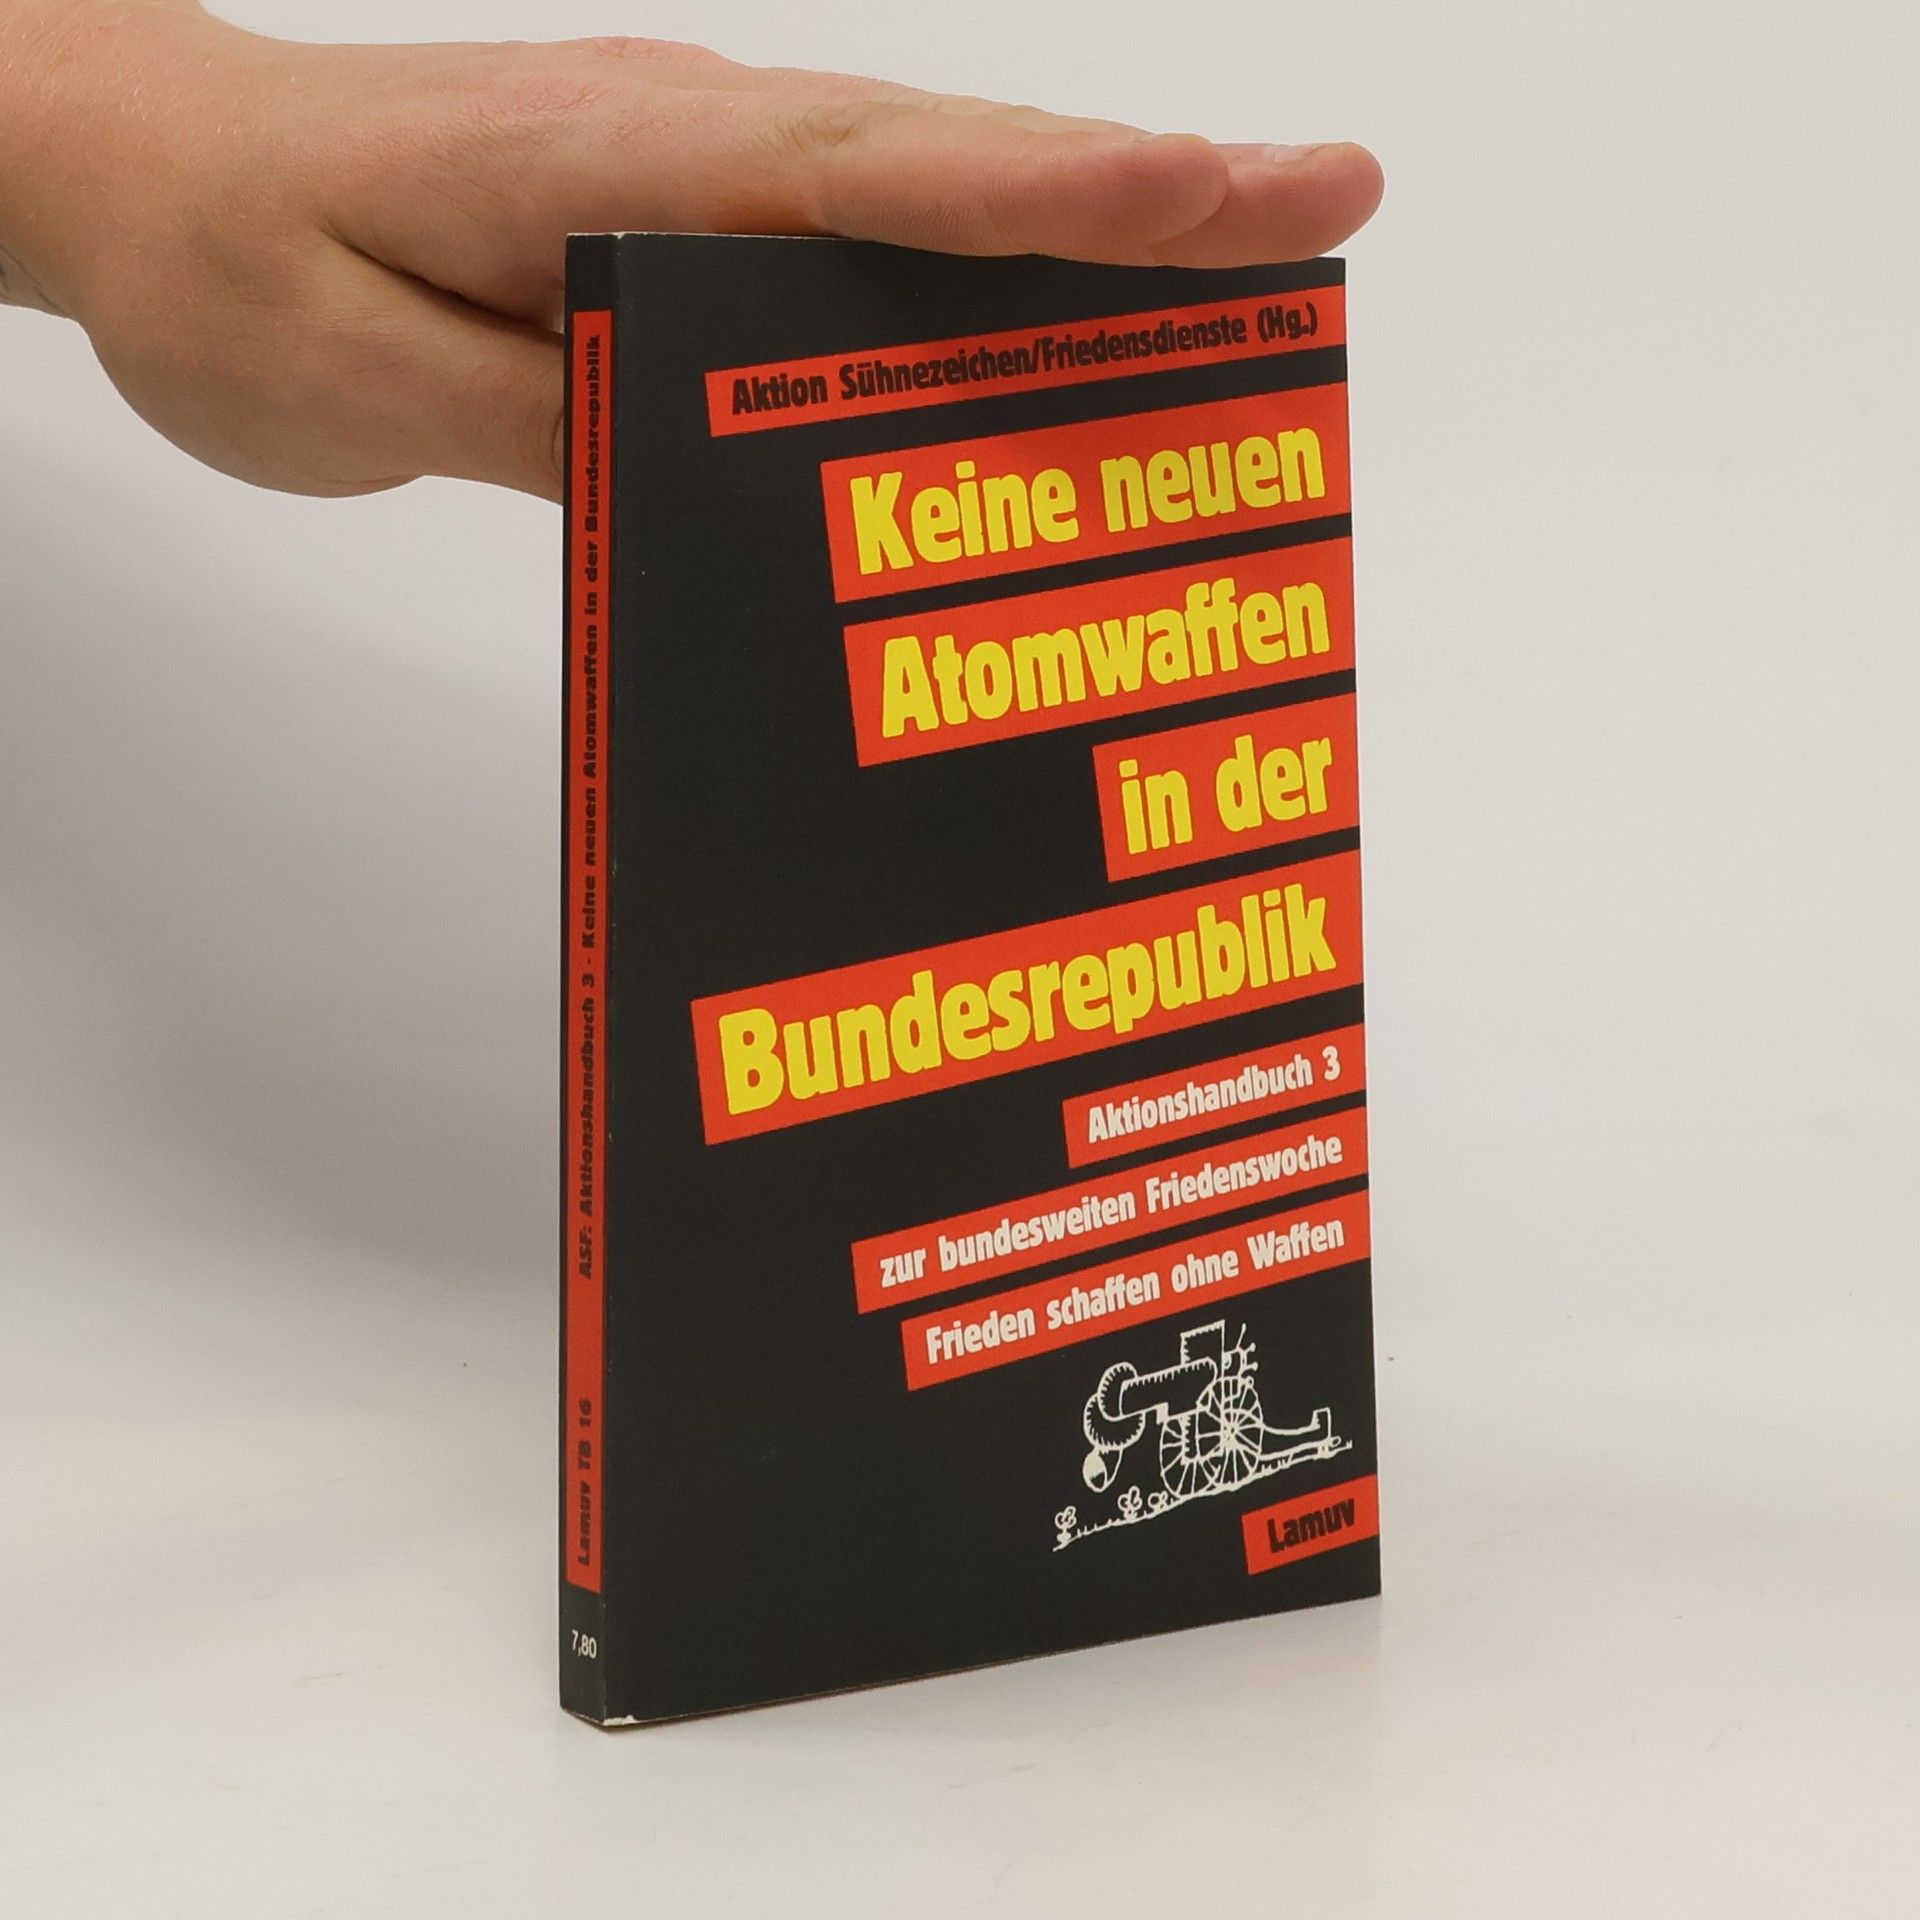 Aktion Sühnezeichen/Friedensdienste (Hg.)
Keine neuen
Atomwaffen
in der
Bundesrepublik
Aktionshandbuch 3
zur bundesweiten Friedenswoche
Frieden schaffen ohne Waffen
Lamuv
Lamuv TB 16 ASF: Aktionshandbuch 3 · Keine neuen Atomwaffen in der Bundesrepublik
7,80